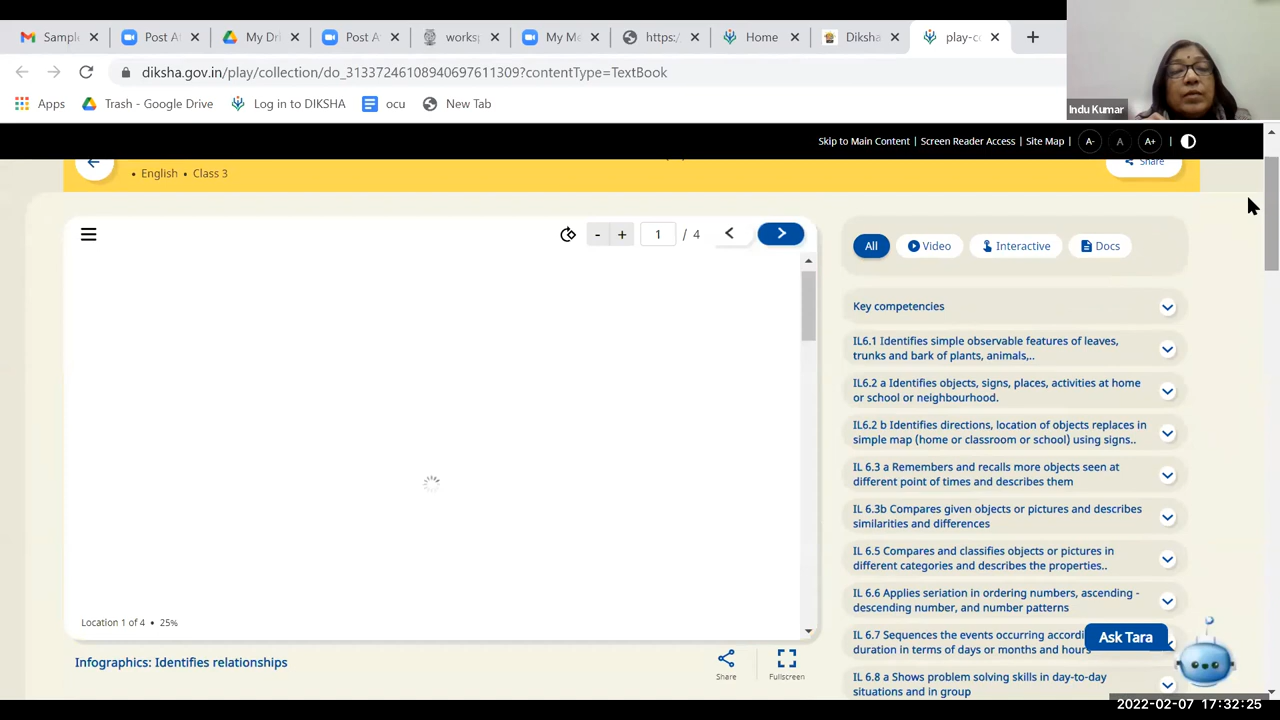 Sample
Post A
My Dri
Post A
works
My Me
https:/
Home
Diksha
play-c
diksha.gov.in/play/collection/do_31337246108940697611309?contentType=TextBook
Apps
Trash - Google Drive
Log in to DIKSHA
ocu
New Tab
Indu Kumar
Skip to Main Content | Screen Reader Access | Site Map | A- A A+ |
• English • Class 3
Share
1 / 4
All
Video
Interactive
Docs
Key competencies
IL6.1 Identifies simple observable features of leaves,
trunks and bark of plants, animals,..
IL6.2 a Identifies objects, signs, places, activities at home
or school or neighbourhood.
IL6.2 b Identifies directions, location of objects replaces in
simple map (home or classroom or school) using signs..
IL 6.3 a Remembers and recalls more objects seen at
different point of times and describes them
IL 6.3b Compares given objects or pictures and describes
similarities and differences
IL 6.5 Compares and classifies objects or pictures in
different categories and describes the properties..
IL 6.6 Applies seriation in ordering numbers, ascending -
descending number, and number patterns
IL 6.7 Sequences the events occurring accordi
duration in terms of days or months and hours
IL 6.8 a Shows problem solving skills in day-to-day
situations and in group
Ask Tara
Location 1 of 4 • 25%
Infographics: Identifies relationships
Share
Fullscreen
2022-02-07 17:32:25